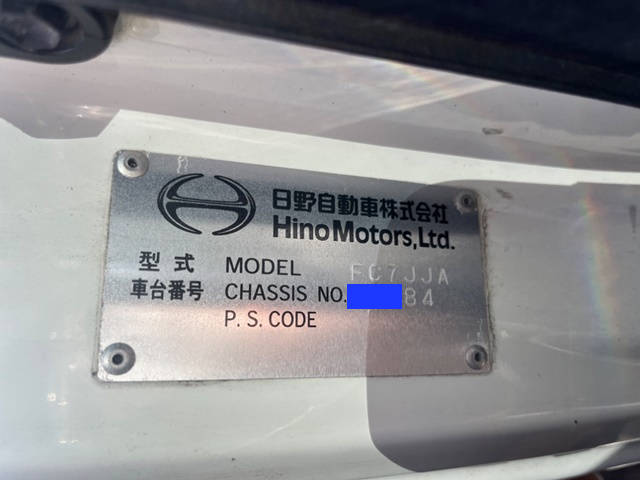 日野自動車株式会社
Hino Motors, Ltd.
型式 MODEL FC7JJA
車台番号 CHASSIS NO. 84
P. S. CODE